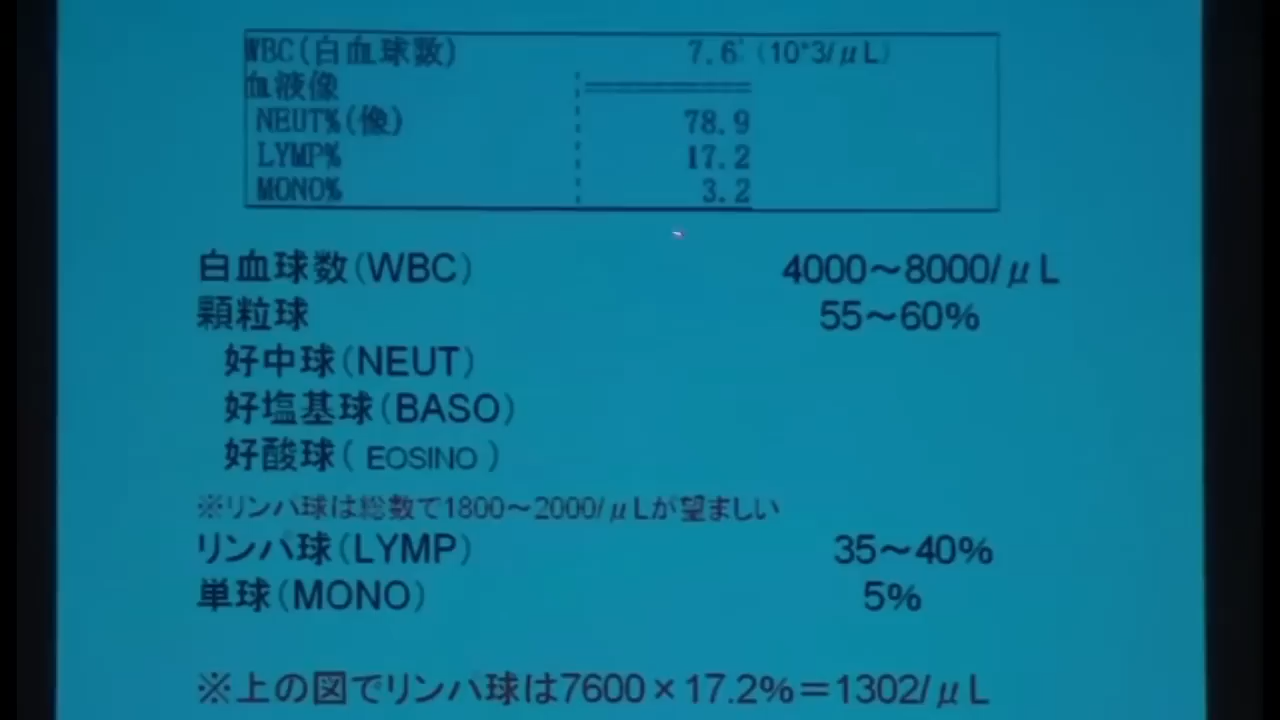 WBC(白血球数) 7.6 (10*3/μL)
血液像 ==========
NEUT%(像) 78.9
LYMP% 17.2
MONO% 3.2
白血球数(WBC) 4000～8000/μL
顆粒球 55～60%
好中球(NEUT)
好塩基球(BASO)
好酸球( EOSINO )
※リンパ球は総数で1800～2000/μLが望ましい
リンパ球(LYMP) 35～40%
単球(MONO) 5%
※上の図でリンパ球は7600×17.2%＝1302/μL